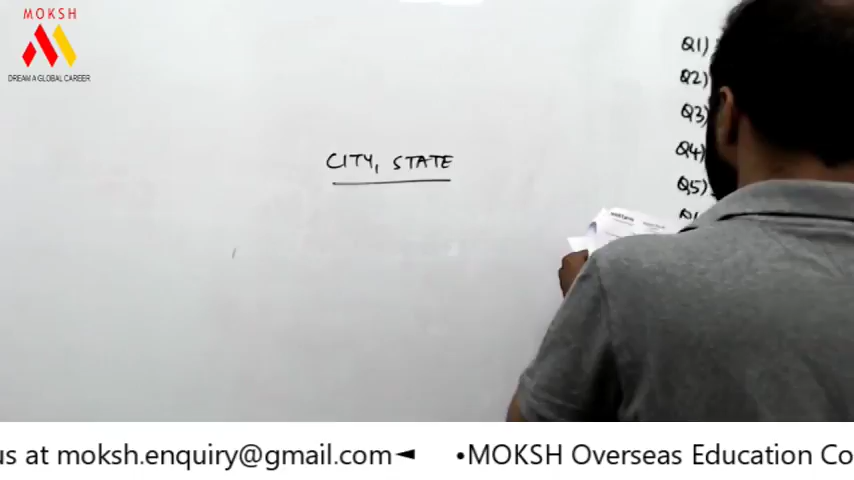 MOKSH
DREAM A GLOBAL CAREER
CITY, STATE
Q1)
Q2)
Q3)
Q4)
Q5)
us at moksh.enquiry@gmail.com◄ •MOKSH Overseas Education Co